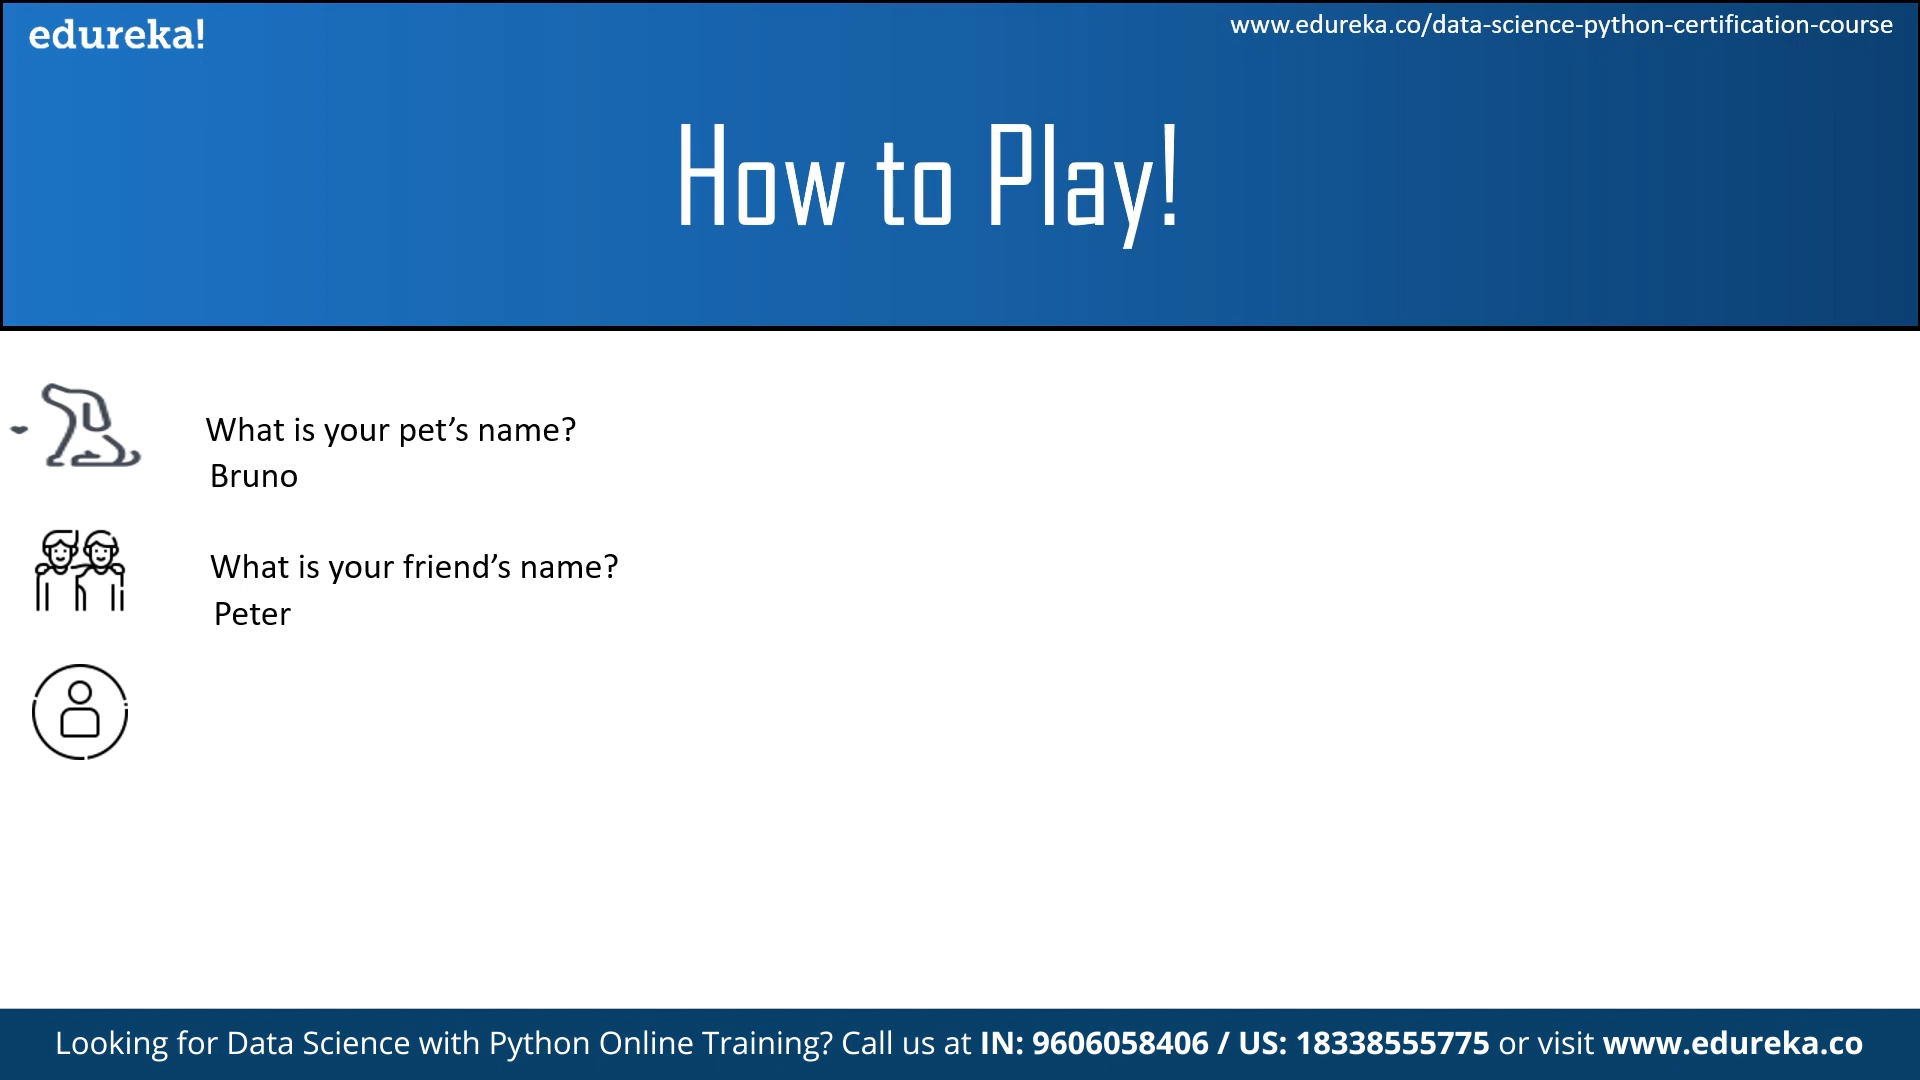 edureka!
www.edureka.co/data-science-python-certification-course
How to Play!
What is your pet’s name?
Bruno
What is your friend’s name?
Peter
Looking for Data Science with Python Online Training? Call us at IN: 9606058406 / US: 18338555775 or visit www.edureka.co